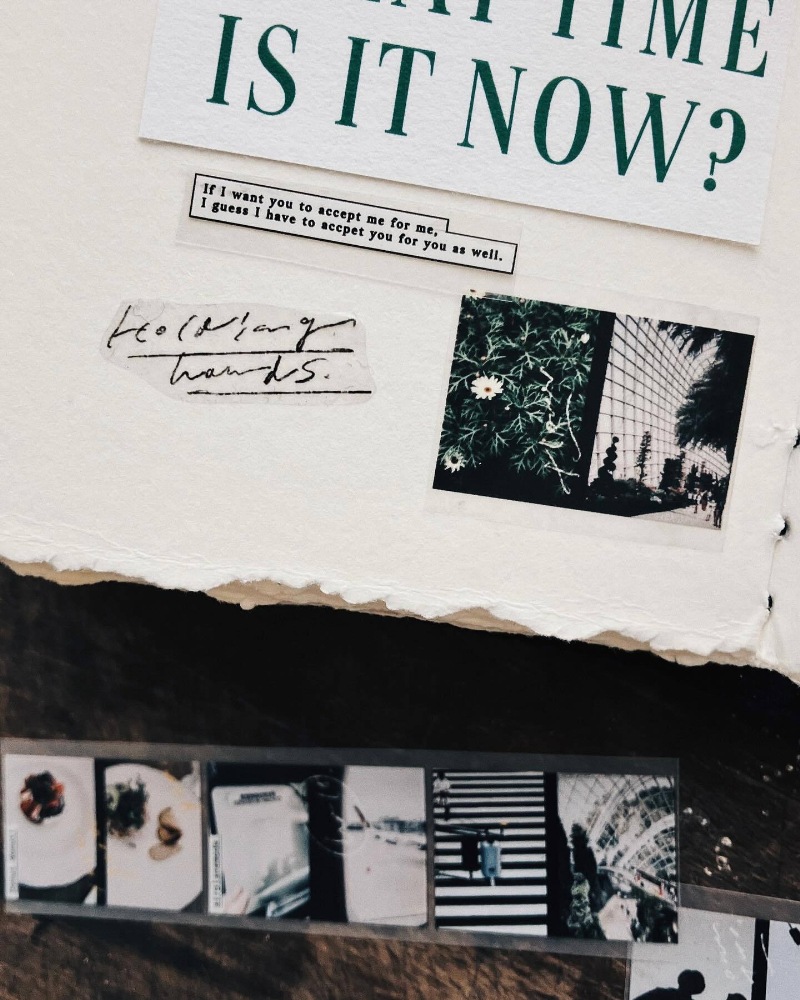 TIME
IS IT NOW?
If I want you to accept me for me,
I guess I have to accpet you for you as well.
hands.